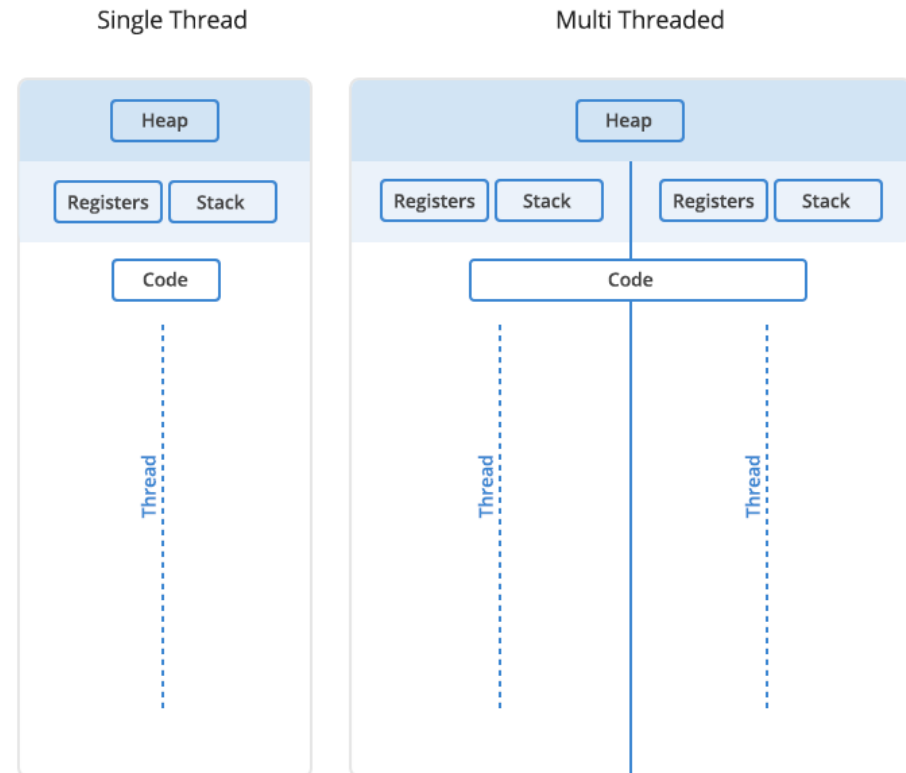 Single Thread
Multi Threaded
Heap
Heap
Registers Stack
Registers Stack
Registers Stack
Code
Code
Thread
Thread
Thread